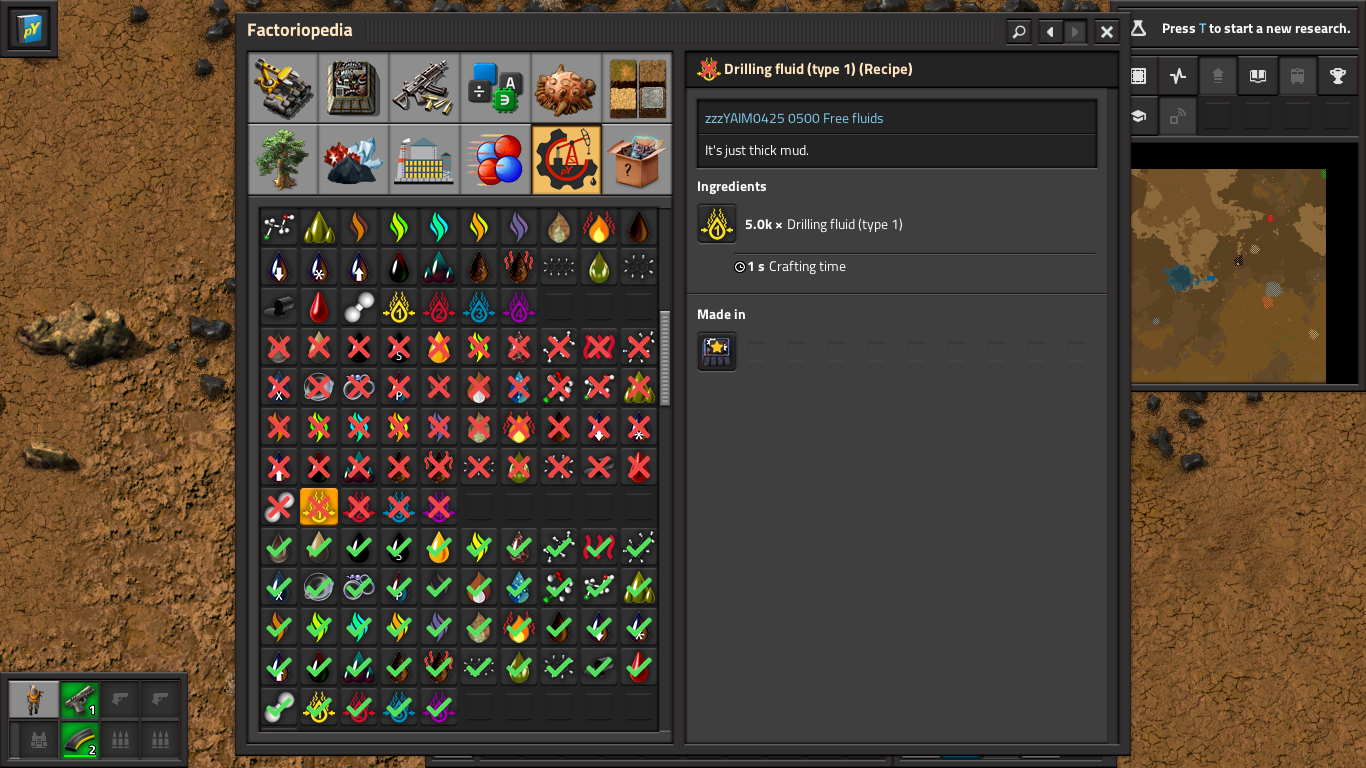 Factoriopedia
Drilling fluid (type 1) (Recipe)
zzzYAIM0425 0500 Free fluids
It's just thick mud.
Ingredients
5.0k × Drilling fluid (type 1)
1 s Crafting time
Made in
Press T to start a new research.
1
2